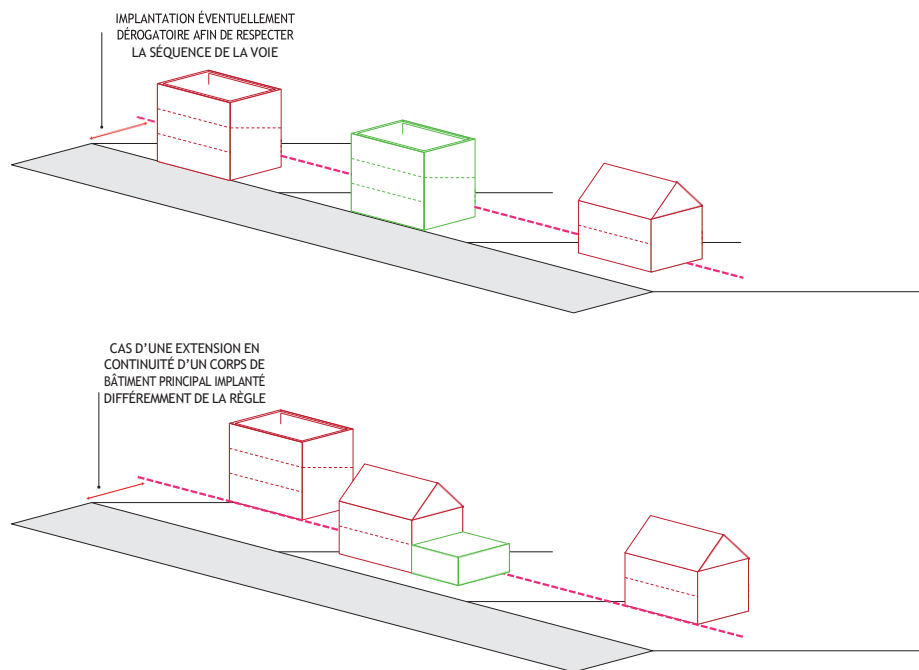 IMPLANTATION ÉVENTUELLEMENT
DÉROGATOIRE AFIN DE RESPECTER
LA SÉQUENCE DE LA VOIE
CAS D'UNE EXTENSION EN
CONTINUITÉ D'UN CORPS DE
BÂTIMENT PRINCIPAL IMPLANTÉ
DIFFÉREMMENT DE LA RÈGLE